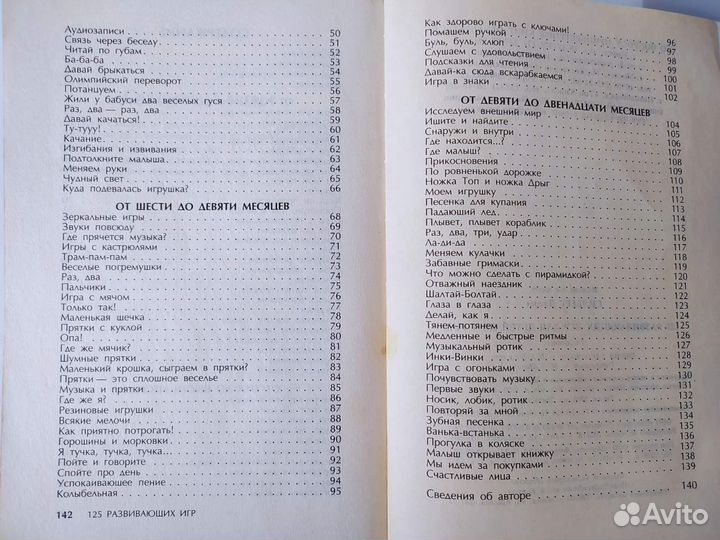 Аудиозаписи . . . 50
Связь через беседу . . . 51
Читай по губам . . . 52
Ба-ба-ба . . . 53
Давай брыкаться . . . 54
Олимпийский переворот . . . 55
Потанцуем . . . 56
Жили у бабуси два веселых гуся . . . 57
Раз, два — раз, два . . . 58
Давай качаться! . . . 59
Ту-тууу! . . . 60
Качание . . . 61
Изгибания и извивания . . . 62
Подтолкните малыша . . . 63
Меняем руки . . . 64
Чудный свет . . . 65
Куда подевалась игрушка? . . . 66
ОТ ШЕСТИ ДО ДЕВЯТИ МЕСЯЦЕВ
Зеркальные игры . . . 68
Звуки повсюду . . . 69
Где прячется музыка? . . . 70
Игры с кастрюлями . . . 71
Трам-пам-пам . . . 72
Веселые погремушки . . . 73
Раз, два . . . 74
Пальчики . . . 75
Игра с мячом . . . 76
Только так! . . . 77
Маленькая щечка . . . 78
Прятки с куклой . . . 79
Опа! . . . 80
Где же мячик? . . . 81
Шумные прятки . . . 82
Маленький крошка, сыграем в прятки? . . . 83
Прятки — это сплошное веселье . . . 84
Музыка и прятки . . . 85
Где же я? . . . 86
Резиновые игрушки . . . 87
Всякие мелочи . . . 88
Как приятно потрогать! . . . 89
Горошины и морковки . . . 90
Я тучка, тучка, тучка... . . . 91
Пойте и говорите . . . 92
Спойте про день . . . 93
Успокаивающее пение . . . 94
Колыбельная . . . 95
142 125 РАЗВИВАЮЩИХ ИГР
Как здорово играть с ключами! . . . 96
Помашем ручкой . . . 97
Буль, буль, хлюп . . . 98
Слушаем с удовольствием . . . 99
Подсказки для чтения . . . 100
Давай-ка сюда вскарабкаемся . . . 101
Игра в знаки . . . 102
ОТ ДЕВЯТИ ДО ДВЕНАДЦАТИ МЕСЯЦЕВ
Исследуем внешний мир . . . 104
Ищите и найдите . . . 105
Снаружи и внутри . . . 106
Где находится...? . . . 107
Где малыш? . . . 108
Прикосновения . . . 109
По ровненькой дорожке . . . 110
Ножка Топ и ножка Дрыг . . . 111
Моем игрушку . . . 112
Песенка для купания . . . 113
Падающий лед . . . 114
Плывет, плывет кораблик . . . 115
Раз, два, три, удар . . . 116
Ла-ди-да . . . 117
Меняем кулачки . . . 118
Забавные гримаски . . . 119
Что можно сделать с пирамидкой? . . . 120
Отважный наездник . . . 121
Шалтай-Болтай . . . 122
Глаза в глаза . . . 123
Делай, как я . . . 124
Тянем-потянем . . . 125
Медленные и быстрые ритмы . . . 126
Музыкальный ротик . . . 127
Инки-Винки . . . 128
Игра с огоньками . . . 129
Почувствовать музыку . . . 130
Первые звуки . . . 131
Носик, лобик, ротик . . . 132
Повторяй за мной . . . 133
Зубная песенка . . . 134
Ванька-встанька . . . 135
Прогулка в коляске . . . 136
Малыш открывает книжку . . . 137
Мы идем за покупками . . . 138
Счастливые лица . . . 139
Сведения об авторе . . . 140
Avito